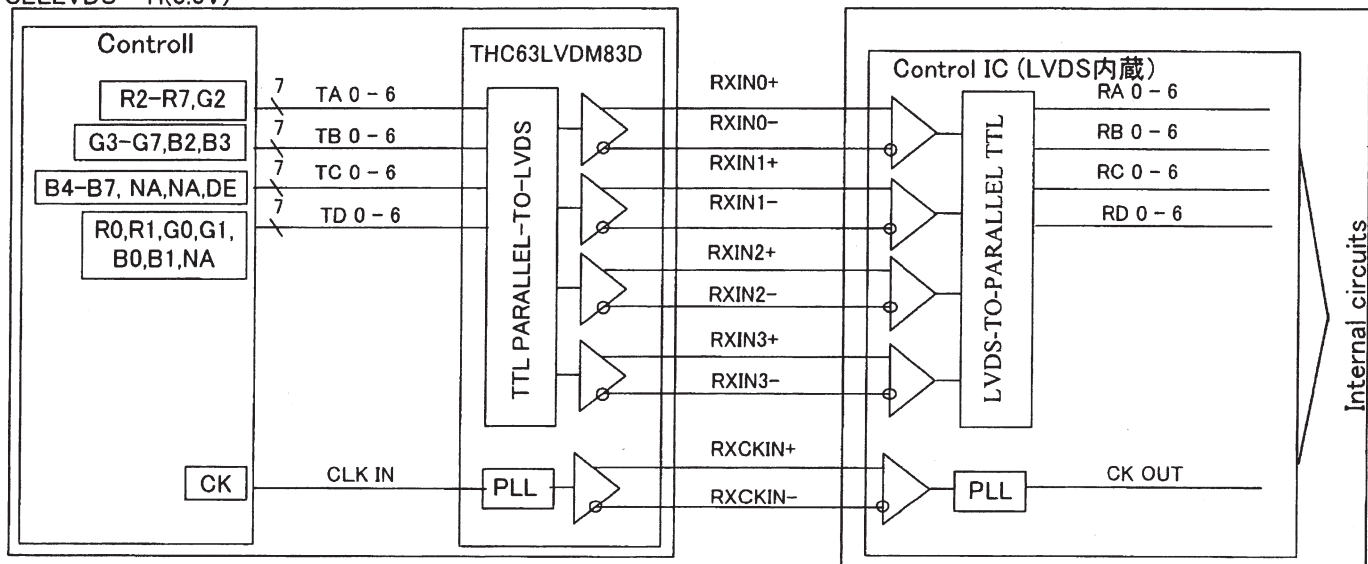 Controll
R2-R7,G2
G3-G7,B2,B3
B4-B7, NA,NA,DE
R0,R1,G0,G1,
B0,B1,NA
CK
7
TA 0 - 6
7
TB 0 - 6
7
TC 0 - 6
7
TD 0 - 6
CLK IN
THC63LVDM83D
TTL PARALLEL-TO-LVDS
PLL
RXIN0+
RXIN0-
RXIN1+
RXIN1-
RXIN2+
RXIN2-
RXIN3+
RXIN3-
RXCKIN+
RXCKIN-
Control IC (LVDS内蔵)
LVDS-TO-PARALLEL TTL
PLL
RA 0 - 6
RB 0 - 6
RC 0 - 6
RD 0 - 6
CK OUT
Internal circuits